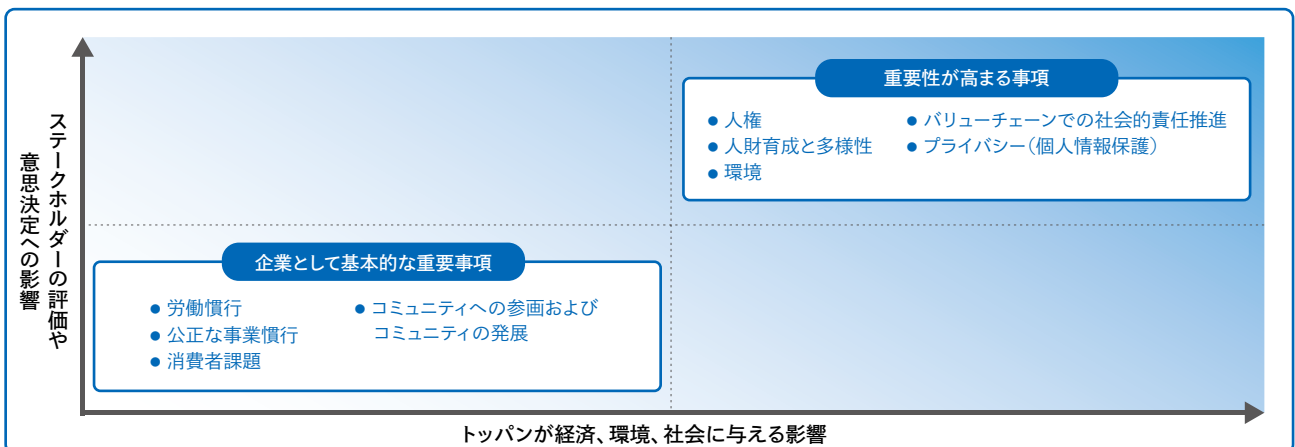 ステークホルダーの評価や
意思決定への影響
重要性が高まる事項
● 人権
● 人財育成と多様性
● 環境
● バリューチェーンでの社会的責任推進
● プライバシー(個人情報保護)
企業として基本的な重要事項
● 労働慣行
● 公正な事業慣行
● 消費者課題
● コミュニティへの参画および
コミュニティの発展
トッパンが経済、環境、社会に与える影響